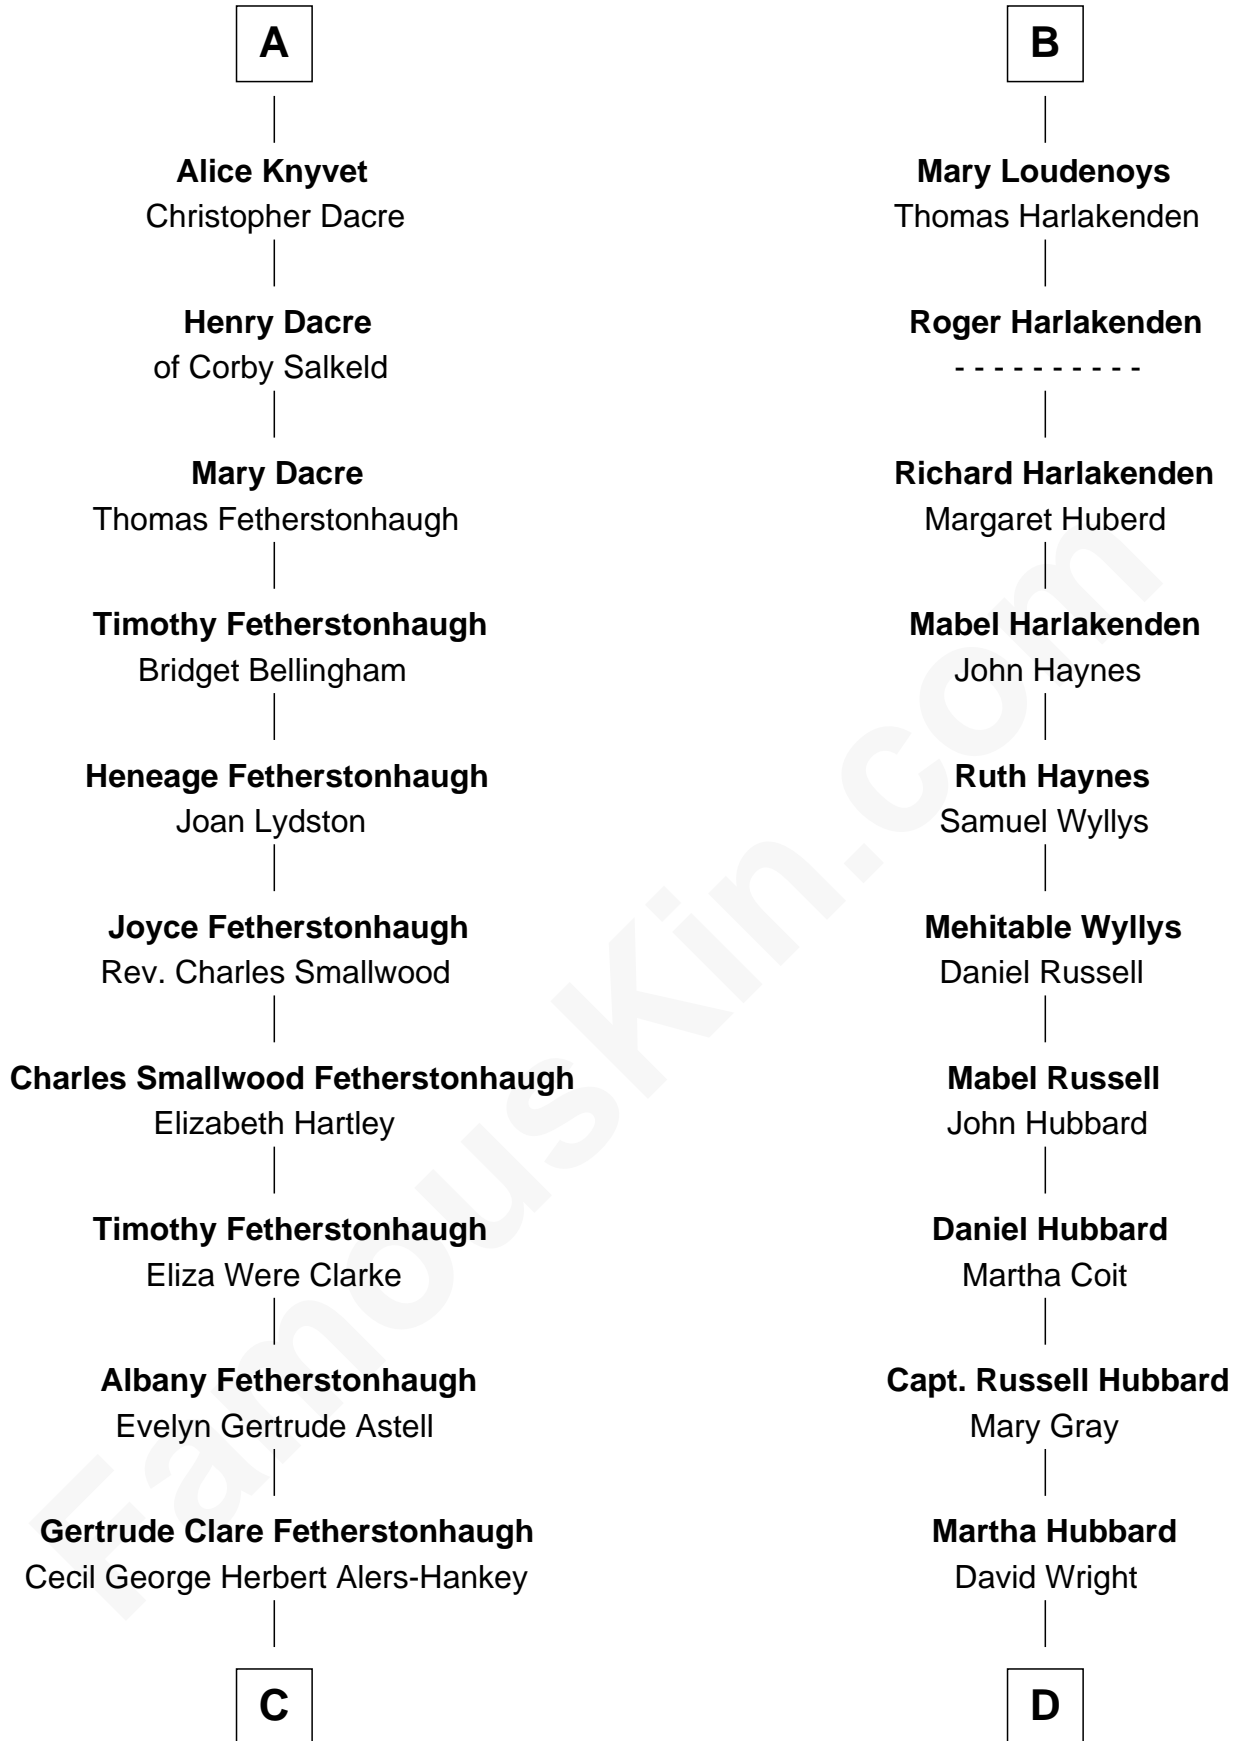 A
Alice Knyvet
Christopher Dacre
Henry Dacre
of Corby Salkeld
Mary Dacre
Thomas Fetherstonhaugh
Timothy Fetherstonhaugh
Bridget Bellingham
Heneage Fetherstonhaugh
Joan Lydston
Joyce Fetherstonhaugh
Rev. Charles Smallwood
Charles Smallwood Fetherstonhaugh
Elizabeth Hartley
Timothy Fetherstonhaugh
Eliza Were Clarke
Albany Fetherstonhaugh
Evelyn Gertrude Astell
Gertrude Clare Fetherstonhaugh
Cecil George Herbert Alers-Hankey
C
B
Mary Loudenoys
Thomas Harlakenden
Roger Harlakenden
- - - - - - - - - -
Richard Harlakenden
Margaret Huberd
Mabel Harlakenden
John Haynes
Ruth Haynes
Samuel Wyllys
Mehitable Wyllys
Daniel Russell
Mabel Russell
John Hubbard
Daniel Hubbard
Martha Coit
Capt. Russell Hubbard
Mary Gray
Martha Hubbard
David Wright
D
FamousKin.com